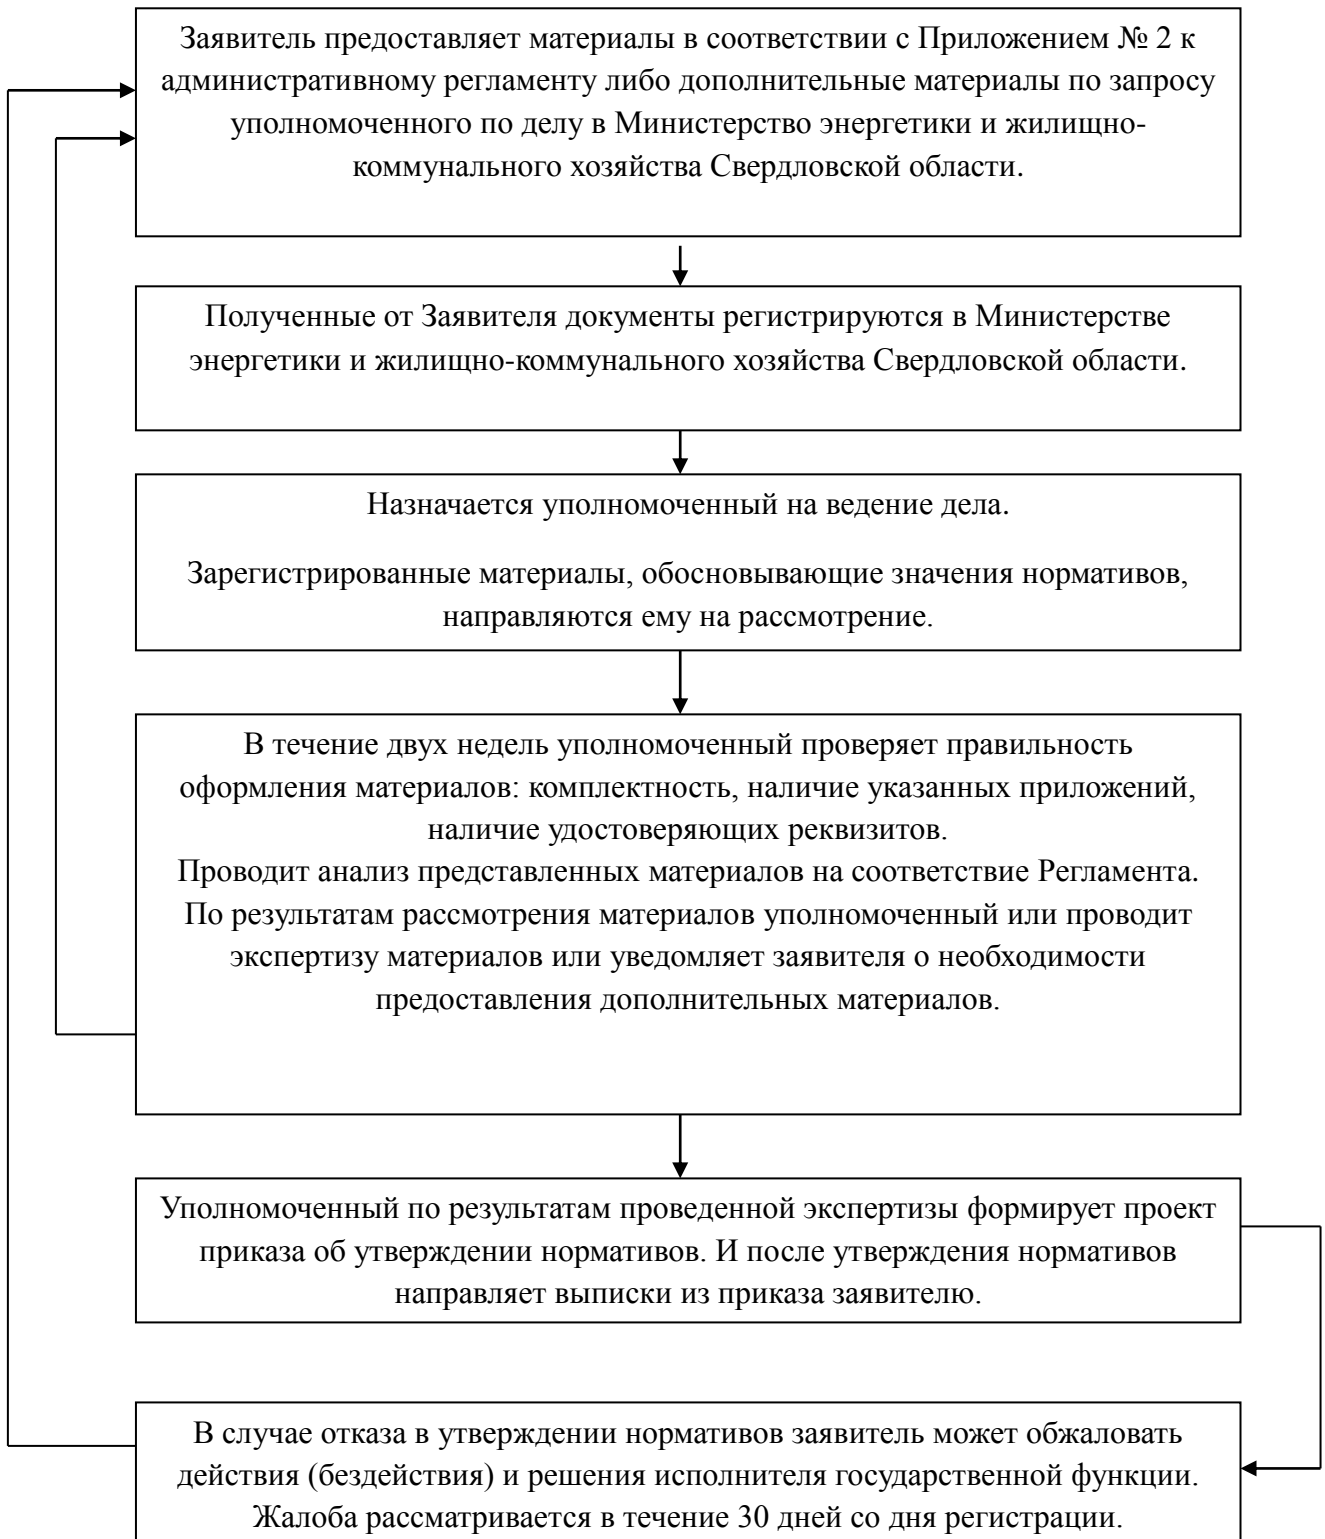 Заявитель предоставляет материалы в соответствии с Приложением № 2 к
административному регламенту либо дополнительные материалы по запросу
уполномоченного по делу в Министерство энергетики и жилищно-
коммунального хозяйства Свердловской области.
Полученные от Заявителя документы регистрируются в Министерстве
энергетики и жилищно-коммунального хозяйства Свердловской области.
Назначается уполномоченный на ведение дела.
Зарегистрированные материалы, обосновывающие значения нормативов,
направляются ему на рассмотрение.
В течение двух недель уполномоченный проверяет правильность
оформления материалов: комплектность, наличие указанных приложений,
наличие удостоверяющих реквизитов.
Проводит анализ представленных материалов на соответствие Регламента.
По результатам рассмотрения материалов уполномоченный или проводит
экспертизу материалов или уведомляет заявителя о необходимости
предоставления дополнительных материалов.
Уполномоченный по результатам проведенной экспертизы формирует проект
приказа об утверждении нормативов. И после утверждения нормативов
направляет выписки из приказа заявителю.
В случае отказа в утверждении нормативов заявитель может обжаловать
действия (бездействия) и решения исполнителя государственной функции.
Жалоба рассматривается в течение 30 дней со дня регистрации.